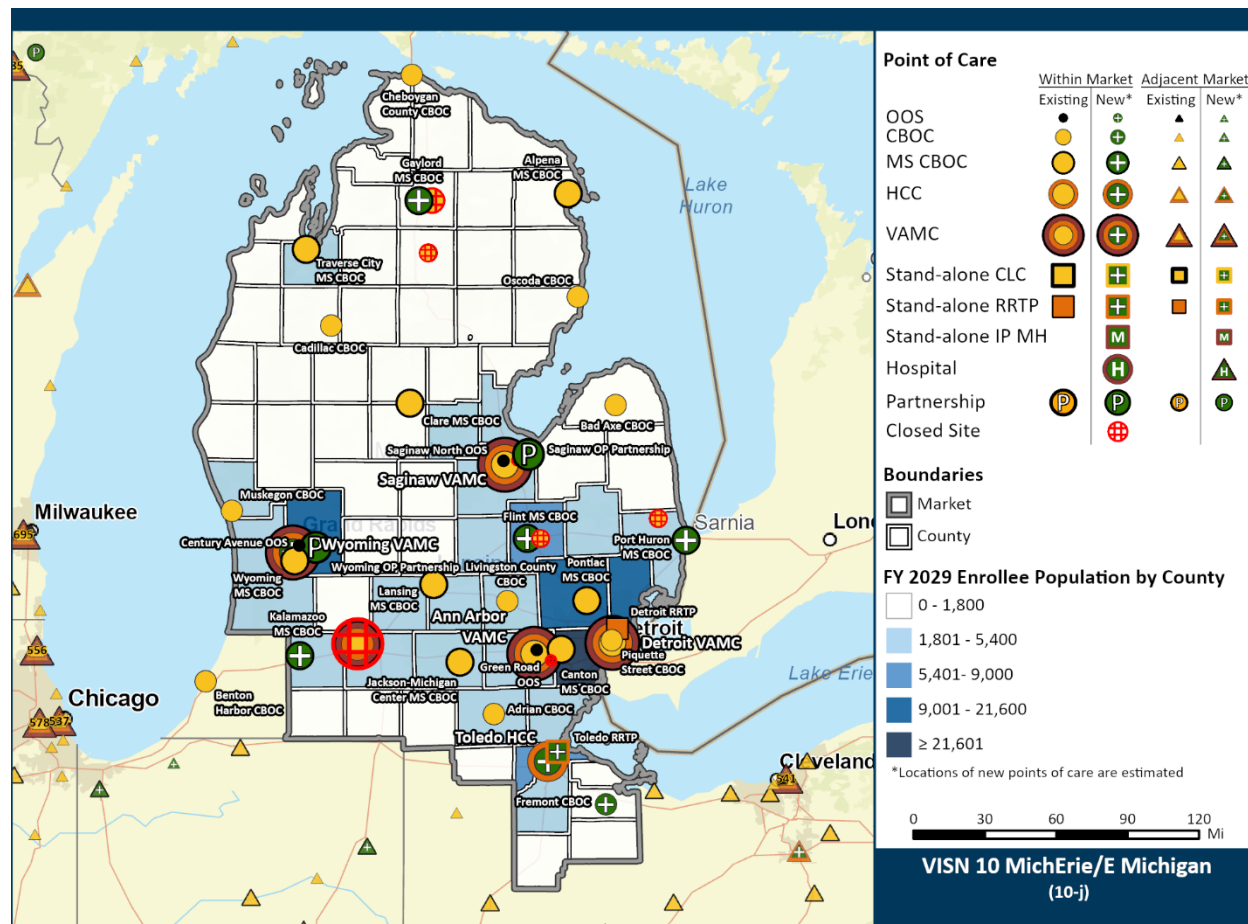 35
P
Cheboygan
County CBOC
Gaylord
MS CBOC
Alpena
MS CBOC
Lake
Huron
Traverse City
MS CBOC
Oscoda CBOC
Cadillac CBOC
Clare MS CBOC
Bad Axe CBOC
Saginaw North OOS
P
Saginaw OP Partnership
Saginaw VAMC
Muskegon CBOC
Milwaukee
695
Grand Rapids
Flint MS CBOC
Sarnia
Century Avenue OOS
P
Wyoming VAMC
Port Huron
MS CBOC
Wyoming
MS CBOC
Wyoming OP Partnership
Livingston County
CBOC
Pontiac
MS CBOC
Lansing
MS CBOC
Kalamazoo
MS CBOC
Ann Arbor
VAMC
Detroit RRTP
Detroit VAMC
Piquette
Street CBOC
Green Road
OOS
Canton
MS CBOC
Jackson-Michigan
Center MS CBOC
556
Benton
Harbor CBOC
Chicago
578
537
Adrian CBOC
Toledo HCC
Toledo RRTP
Lake Erie
Cleveland
541
Fremont CBOC
Point of Care
Within Market
Adjacent Market
Existing New* Existing New*
OOS
CBOC
MS CBOC
HCC
VAMC
Stand-alone CLC
Stand-alone RRTP
Stand-alone IP MH M M
Hospital H H
Partnership P P P P
Closed Site
Boundaries
Market
County
FY 2029 Enrollee Population by County
0 - 1,800
1,801 - 5,400
5,401- 9,000
9,001 - 21,600
≥ 21,601
*Locations of new points of care are estimated
0 30 60 90 120
Mi
VISN 10 MichErie/E Michigan
(10-j)